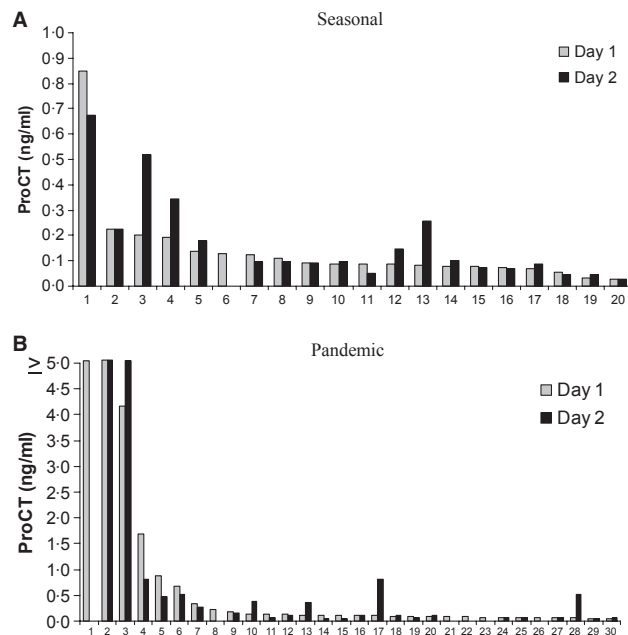 A
Seasonal
1·0
0·9
0·8
0·7
0·6
0·5
0·4
0·3
0·2
0·1
0·0
ProCT (ng/ml)
Day 1
Day 2
1 2 3 4 5 6 7 8 9 10 11 12 13 14 15 16 17 18 19 20
B
Pandemic
≥
5·0
4·5
4·0
3·5
3·0
2·5
2·0
1·5
1·0
0·5
0·0
ProCT (ng/ml)
Day 1
Day 2
1 2 3 4 5 6 7 8 9 10 11 12 13 14 15 16 17 18 19 20 21 22 23 24 25 26 27 28 29 30